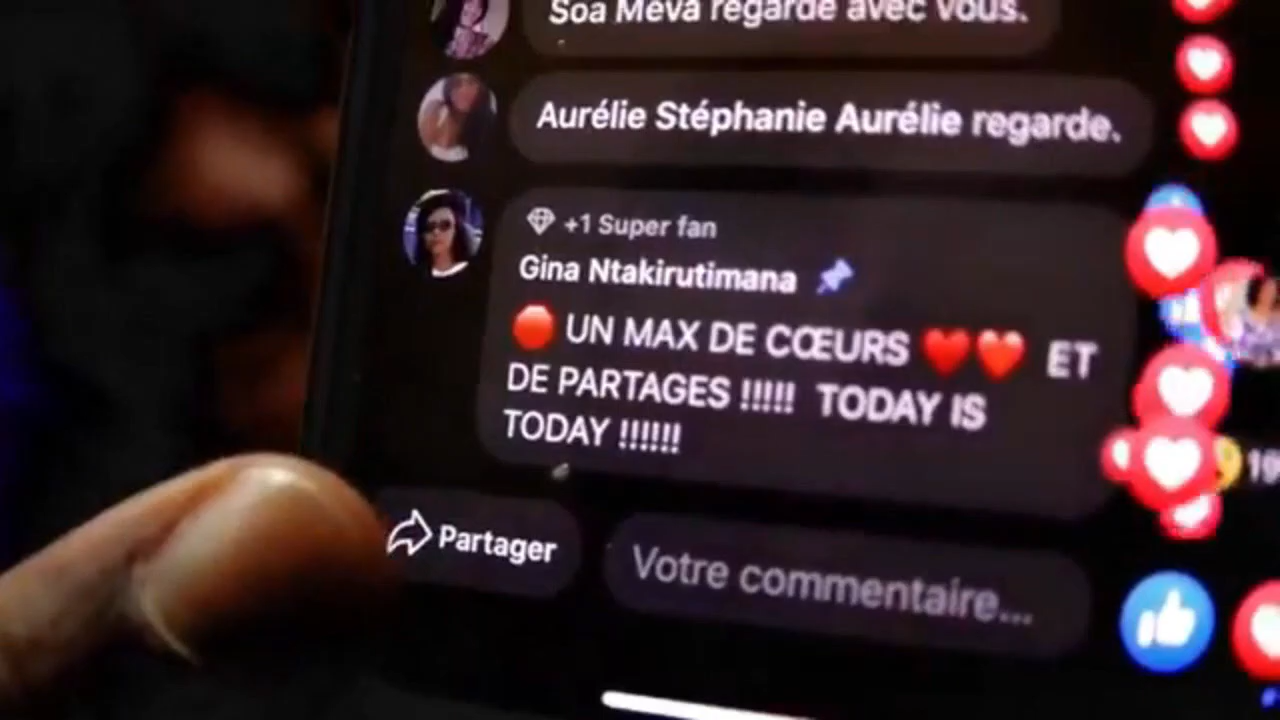 Soa Meva regarde avec vous.
Aurélie Stéphanie Aurélie regarde.
+1 Super fan
Gina Ntakirutimana 📌
🛑 UN MAX DE CŒURS ❤️❤️ ET
DE PARTAGES !!!!! TODAY IS
TODAY !!!!!!
Partager
Votre commentaire...